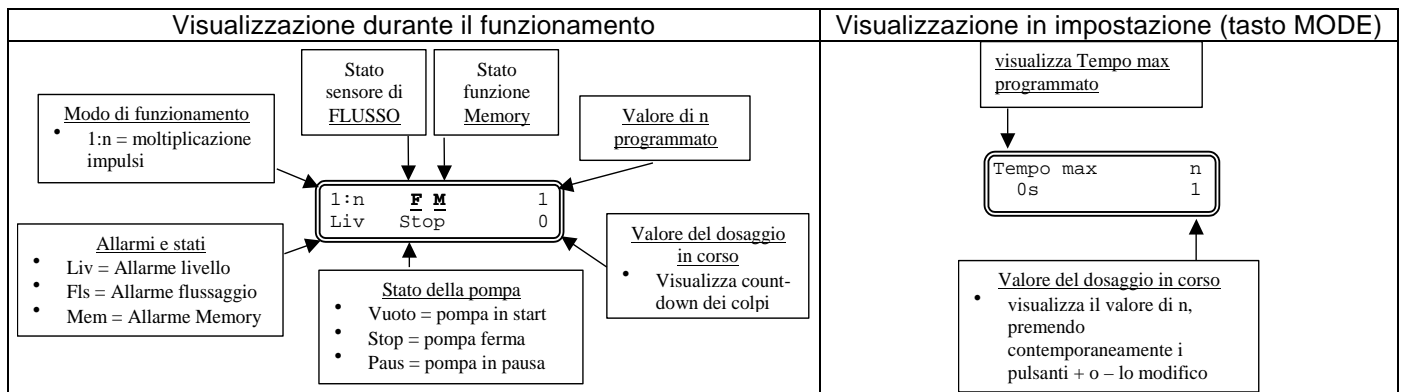 Visualizzazione durante il funzionamento
Visualizzazione in impostazione (tasto MODE)
Stato
sensore di
FLUSSO
Stato
funzione
Memory
Modo di funzionamento
• 1:n = moltiplicazione
impulsi
Valore di n
programmato
1:n F M 1
Liv Stop 0
Allarmi e stati
• Liv = Allarme livello
• Fls = Allarme flussaggio
• Mem = Allarme Memory
Stato della pompa
• Vuoto = pompa in start
• Stop = pompa ferma
• Paus = pompa in pausa
Valore del dosaggio
in corso
• Visualizza count-
down dei colpi
visualizza Tempo max
programmato
Tempo max n
0s 1
Valore del dosaggio in corso
• visualizza il valore di n,
premendo
contemporaneamente i
pulsanti + o – lo modifico